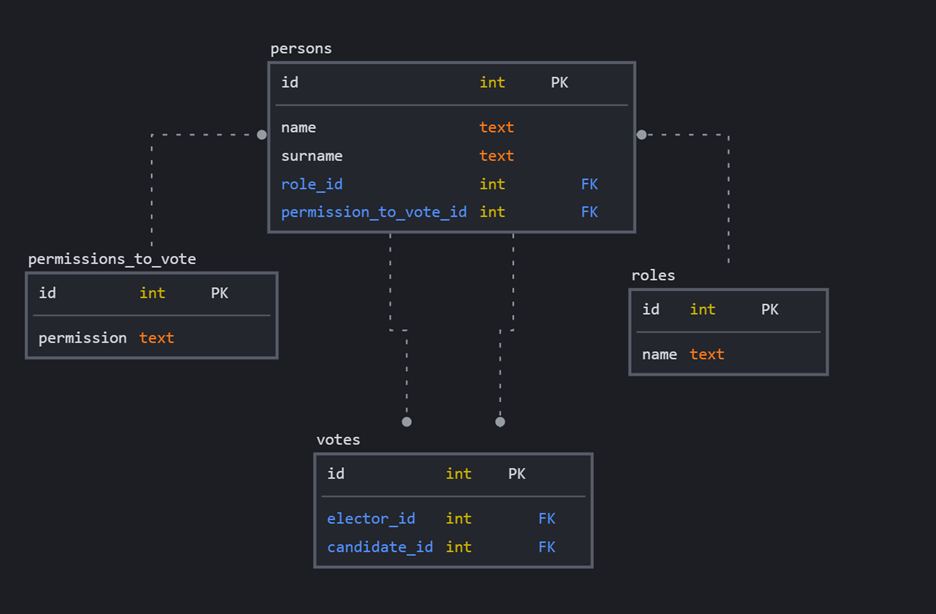 persons
id int PK
name text
surname text
role_id int FK
permission_to_vote_id int FK
permissions_to_vote
id int PK
permission text
roles
id int PK
name text
votes
id int PK
elector_id int FK
candidate_id int FK